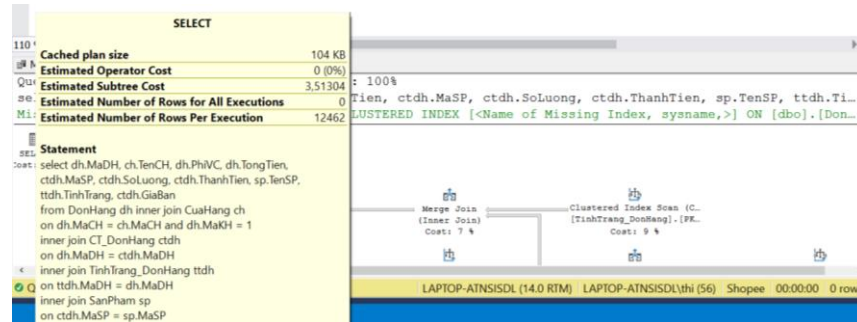 SELECT
110
Cached plan size 104 KB
Estimated Operator Cost 0 (0%)
Estimated Subtree Cost 3,51304
Estimated Number of Rows for All Executions 0
Estimated Number of Rows Per Execution 12462
: 100%
Tien, ctdh.MaSP, ctdh.SoLuong, ctdh.ThanhTien, sp.TenSP, ttdh.Ti...
LUSTERED INDEX [<Name of Missing Index, sysname,>] ON [dbo].[Don...
Statement
select dh.MaDH, ch.TenCH, dh.PhiVC, dh.TongTien,
ctdh.MaSP, ctdh.SoLuong, ctdh.ThanhTien, sp.TenSP,
ttdh.TinhTrang, ctdh.GiaBan
from DonHang dh inner join CuaHang ch
on dh.MaCH = ch.MaCH and dh.MaKH = 1
inner join CT_DonHang ctdh
on dh.MaDH = ctdh.MaDH
inner join TinhTrang_DonHang ttdh
on ttdh.MaDH = dh.MaDH
inner join SanPham sp
on ctdh.MaSP = sp.MaSP
Merge Join
(Inner Join)
Cost: 7 %
Clustered Index Scan (C...
[TinhTrang_DonHang].[PK_...
Cost: 9 %
LAPTOP-ATNSISDL (14.0 RTM) LAPTOP-ATNSISDL\thi (56) Shopee 00:00:00 0 row